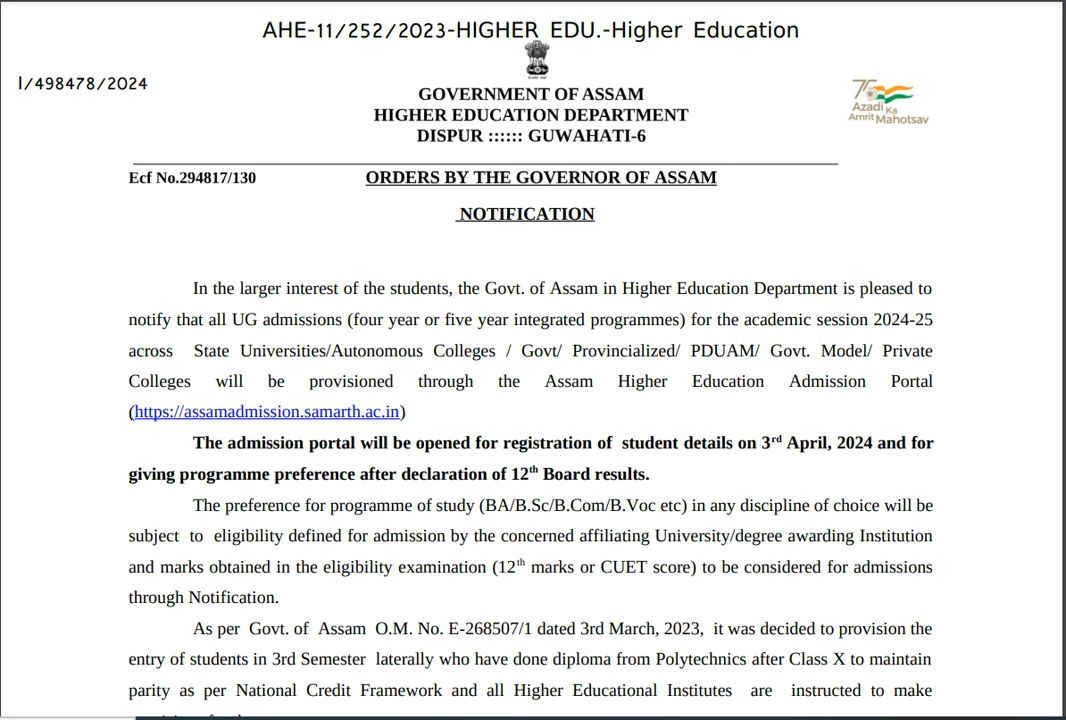 AHE-11/252/2023-HIGHER EDU.-Higher Education
I/498478/2024
75
Azadi Ka
Amrit Mahotsav
GOVERNMENT OF ASSAM
HIGHER EDUCATION DEPARTMENT
DISPUR :::::: GUWAHATI-6
Ecf No.294817/130 ORDERS BY THE GOVERNOR OF ASSAM
NOTIFICATION
In the larger interest of the students, the Govt. of Assam in Higher Education Department is pleased to
notify that all UG admissions (four year or five year integrated programmes) for the academic session 2024-25
across State Universities/Autonomous Colleges / Govt/ Provincialized/ PDUAM/ Govt. Model/ Private
Colleges will be provisioned through the Assam Higher Education Admission Portal
(https://assamadmission.samarth.ac.in)
The admission portal will be opened for registration of student details on 3rd April, 2024 and for
giving programme preference after declaration of 12th Board results.
The preference for programme of study (BA/B.Sc/B.Com/B.Voc etc) in any discipline of choice will be
subject to eligibility defined for admission by the concerned affiliating University/degree awarding Institution
and marks obtained in the eligibility examination (12th marks or CUET score) to be considered for admissions
through Notification.
As per Govt. of Assam O.M. No. E-268507/1 dated 3rd March, 2023, it was decided to provision the
entry of students in 3rd Semester laterally who have done diploma from Polytechnics after Class X to maintain
parity as per National Credit Framework and all Higher Educational Institutes are instructed to make